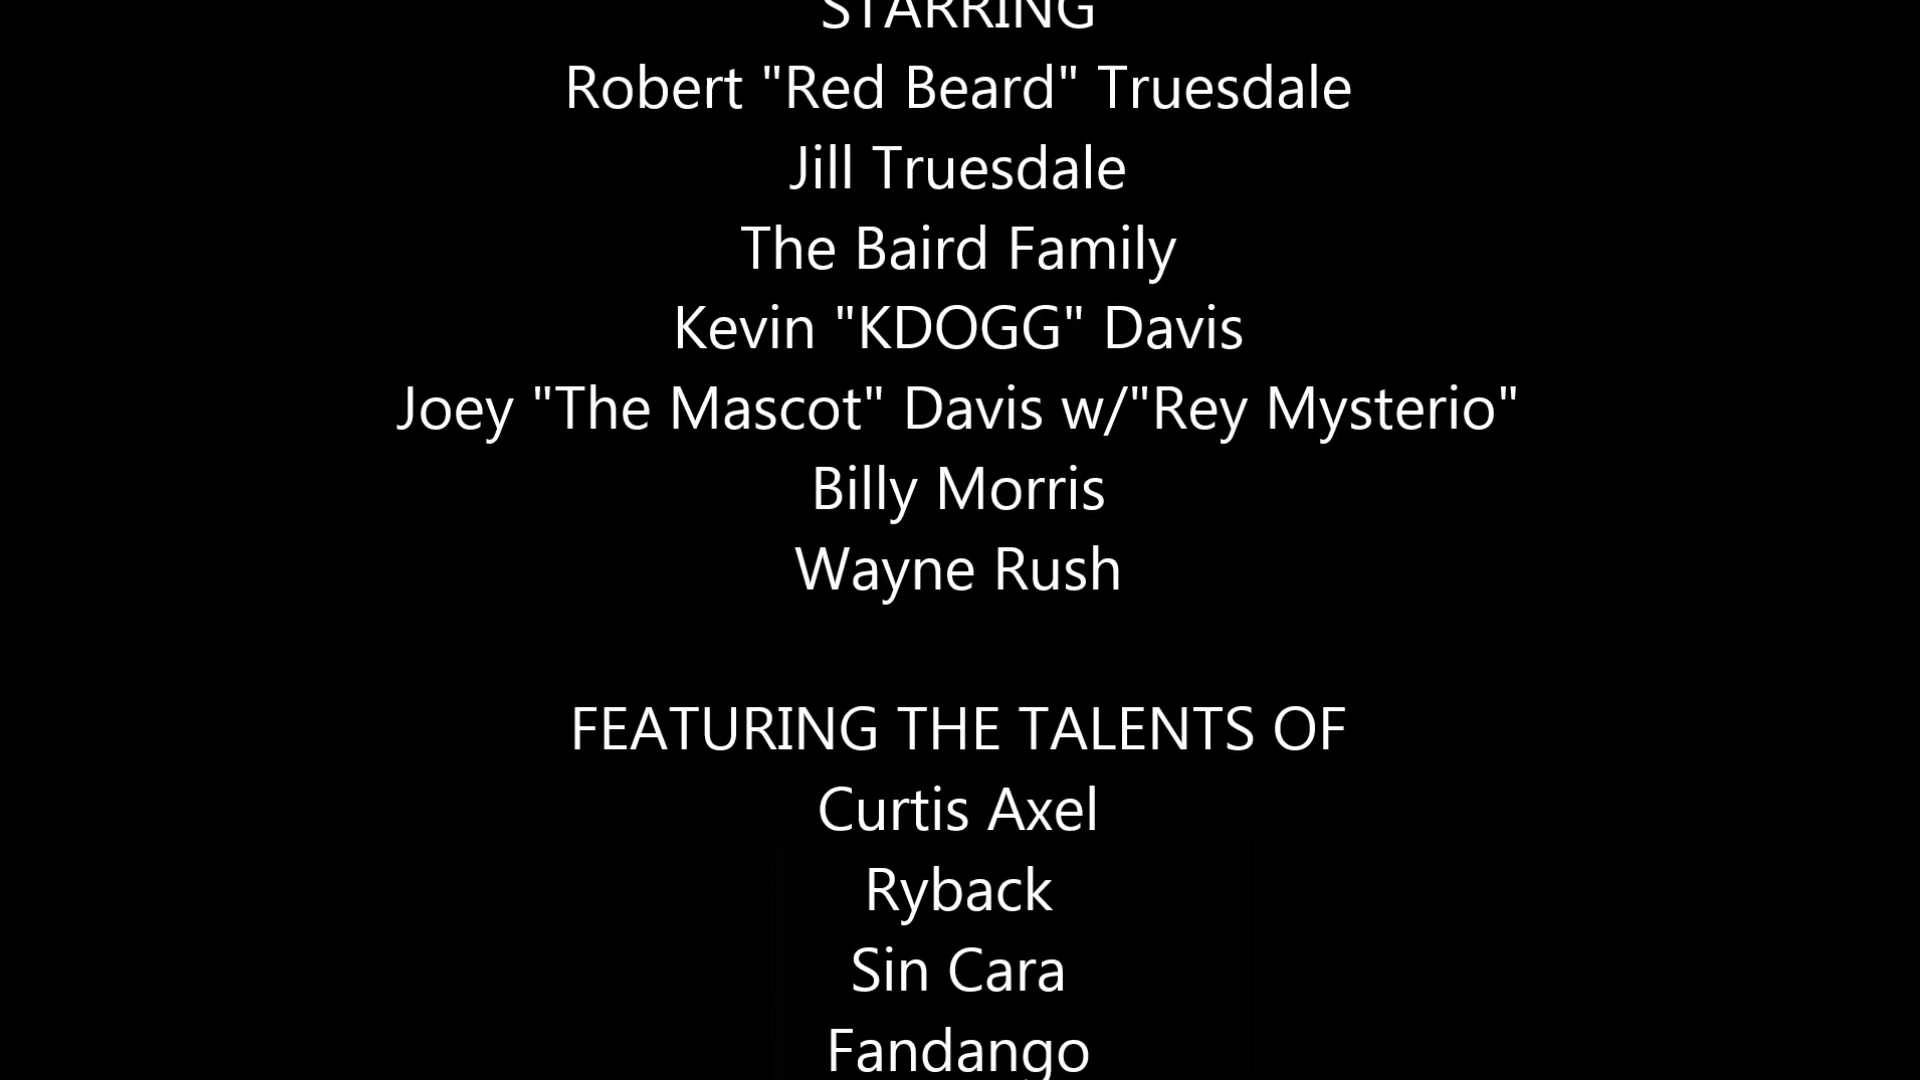 STARRING
Robert "Red Beard" Truesdale
Jill Truesdale
The Baird Family
Kevin "KDOGG" Davis
Joey "The Mascot" Davis w/"Rey Mysterio"
Billy Morris
Wayne Rush
FEATURING THE TALENTS OF
Curtis Axel
Ryback
Sin Cara
Fandango